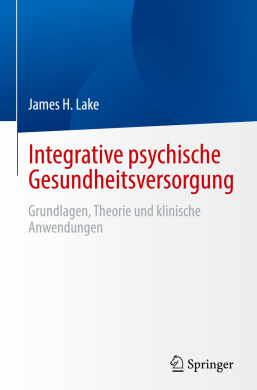 James H. Lake
Integrative psychische
Gesundheitsversorgung
Grundlagen, Theorie und klinische
Anwendungen
Springer